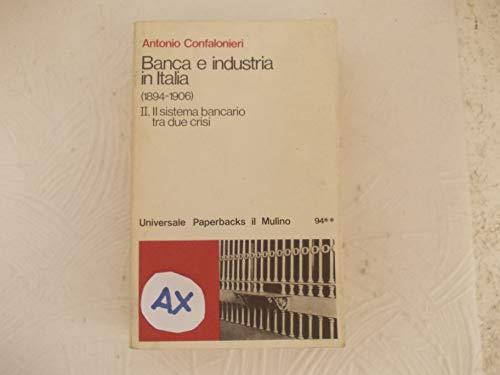 Antonio Confalonieri
Banca e industria
in Italia
(1894-1906)
II. Il sistema bancario
tra due crisi
Universale Paperbacks il Mulino 94**
AX